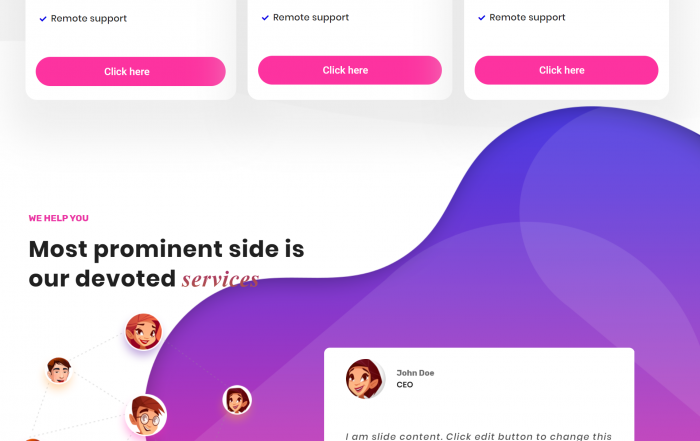 Remote support
Remote support
Remote support
Click here
Click here
Click here
WE HELP YOU
Most prominent side is
our devoted services
John Doe
CEO
I am slide content. Click edit button to change this